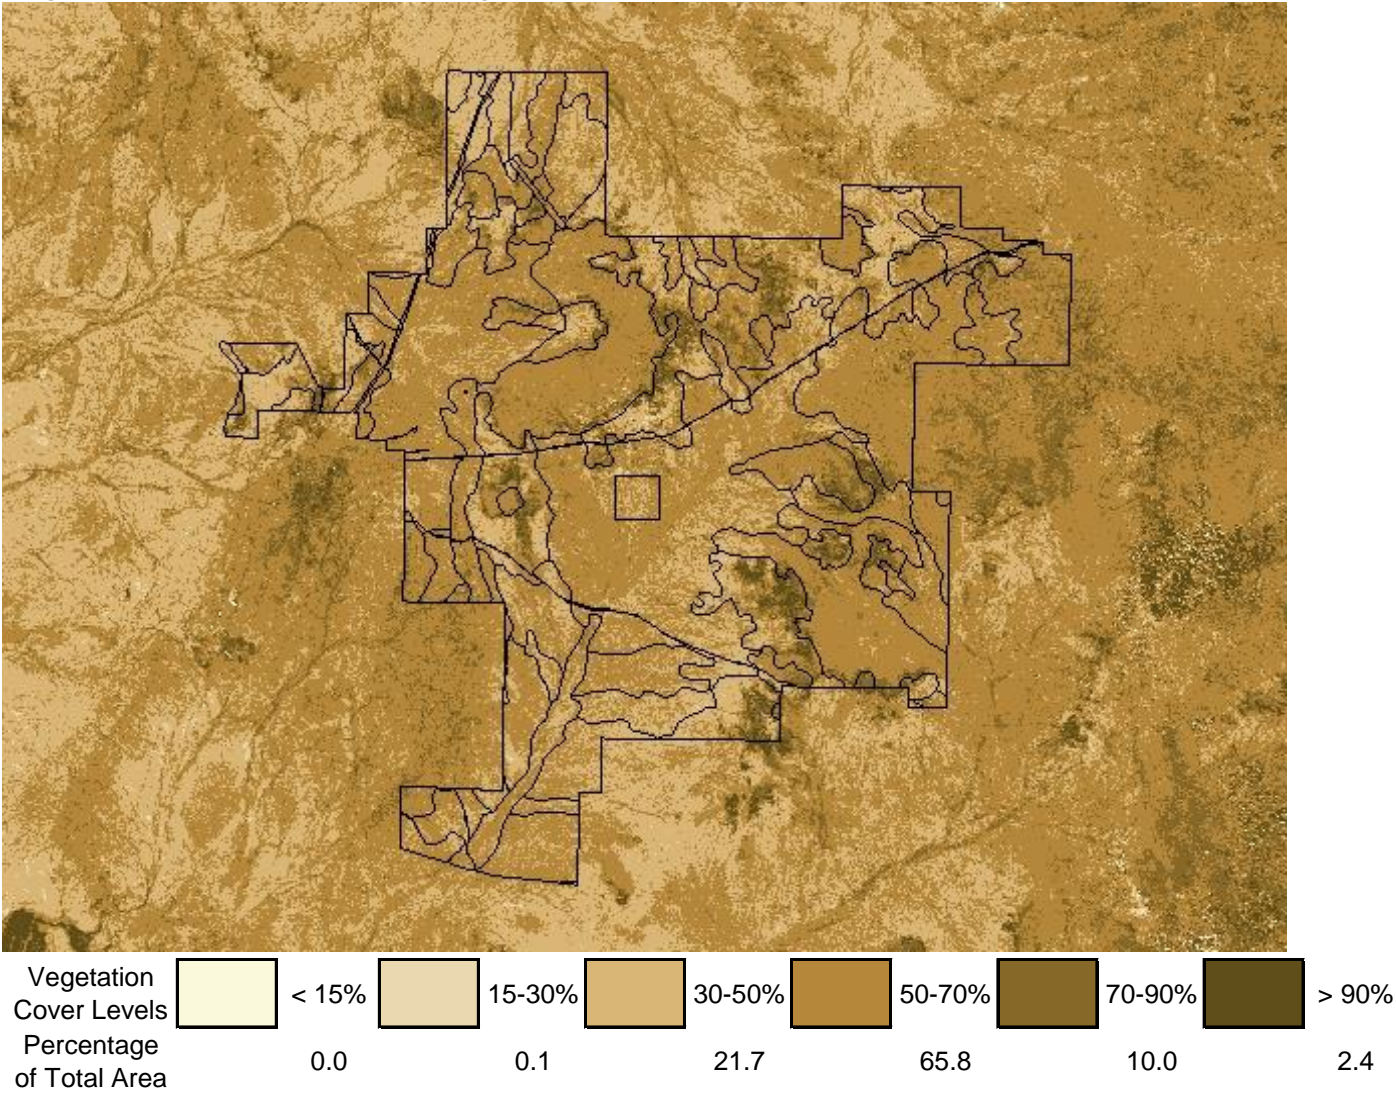 Vegetation
Cover Levels
< 15% 15-30% 30-50% 50-70% 70-90% > 90%
Percentage
of Total Area
0.0 0.1 21.7 65.8 10.0 2.4